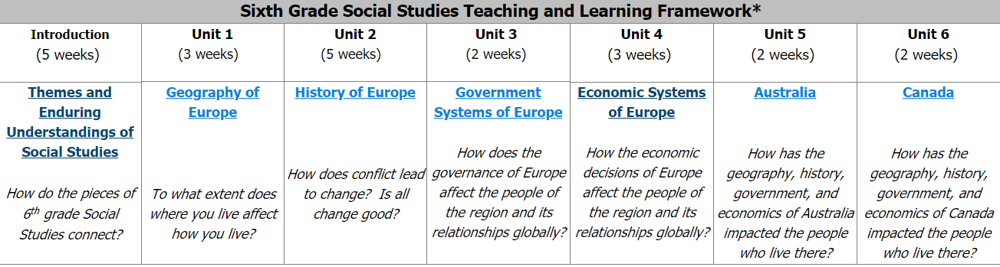 Sixth Grade Social Studies Teaching and Learning Framework*
Introduction
(5 weeks)
Unit 1
(3 weeks)
Unit 2
(5 weeks)
Unit 3
(2 weeks)
Unit 4
(3 weeks)
Unit 5
(2 weeks)
Unit 6
(2 weeks)
Themes and
Enduring
Understandings of
Social Studies
How do the pieces of
6th grade Social
Studies connect?
Geography of
Europe
To what extent does
where you live affect
how you live?
History of Europe
How does conflict lead
to change?  Is all
change good?
Government
Systems of Europe
How does the
governance of Europe
affect the people of
the region and its
relationships globally?
Economic Systems
of Europe
How the economic
decisions of Europe
affect the people of
the region and its
relationships globally?
Australia
How has the
geography, history,
government, and
economics of Australia
impacted the people
who live there?
Canada
How has the
geography, history,
government, and
economics of Canada
impacted the people
who live there?